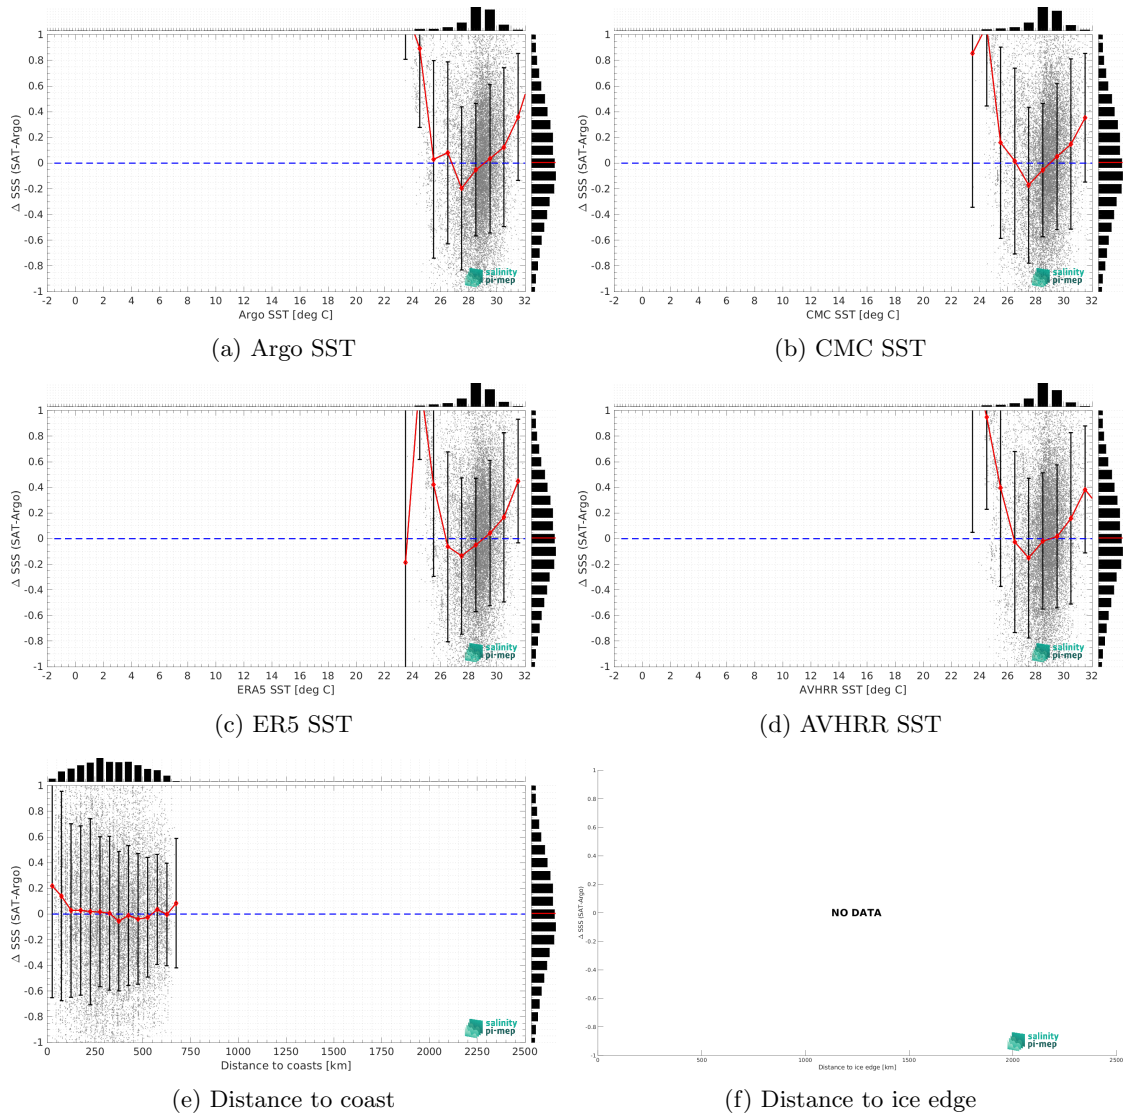 1
0.8
0.6
0.4
0.2
0
-0.2
-0.4
-0.6
-0.8
-1
Δ SSS (SAT-Argo)
salinity
pi-mep
-2 0 2 4 6 8 10 12 14 16 18 20 22 24 26 28 30 32
Argo SST [deg C]
(a) Argo SST
1
0.8
0.6
0.4
0.2
0
-0.2
-0.4
-0.6
-0.8
-1
Δ SSS (SAT-Argo)
salinity
pi-mep
-2 0 2 4 6 8 10 12 14 16 18 20 22 24 26 28 30 32
CMC SST [deg C]
(b) CMC SST
1
0.8
0.6
0.4
0.2
0
-0.2
-0.4
-0.6
-0.8
-1
Δ SSS (SAT-Argo)
salinity
pi-mep
-2 0 2 4 6 8 10 12 14 16 18 20 22 24 26 28 30 32
ERA5 SST [deg C]
(c) ER5 SST
1
0.8
0.6
0.4
0.2
0
-0.2
-0.4
-0.6
-0.8
-1
Δ SSS (SAT-Argo)
salinity
pi-mep
-2 0 2 4 6 8 10 12 14 16 18 20 22 24 26 28 30 32
AVHRR SST [deg C]
(d) AVHRR SST
1
0.8
0.6
0.4
0.2
0
-0.2
-0.4
-0.6
-0.8
-1
Δ SSS (SAT-Argo)
salinity
pi-mep
0 250 500 750 1000 1250 1500 1750 2000 2250 2500
Distance to coasts [km]
(e) Distance to coast
1
0.8
0.6
0.4
0.2
0
-0.2
-0.4
-0.6
-0.8
-1
Δ SSS (SAT-Argo)
NO DATA
salinity
pi-mep
0 500 1000 1500 2000 2500
Distance to ice edge [km]
(f) Distance to ice edge